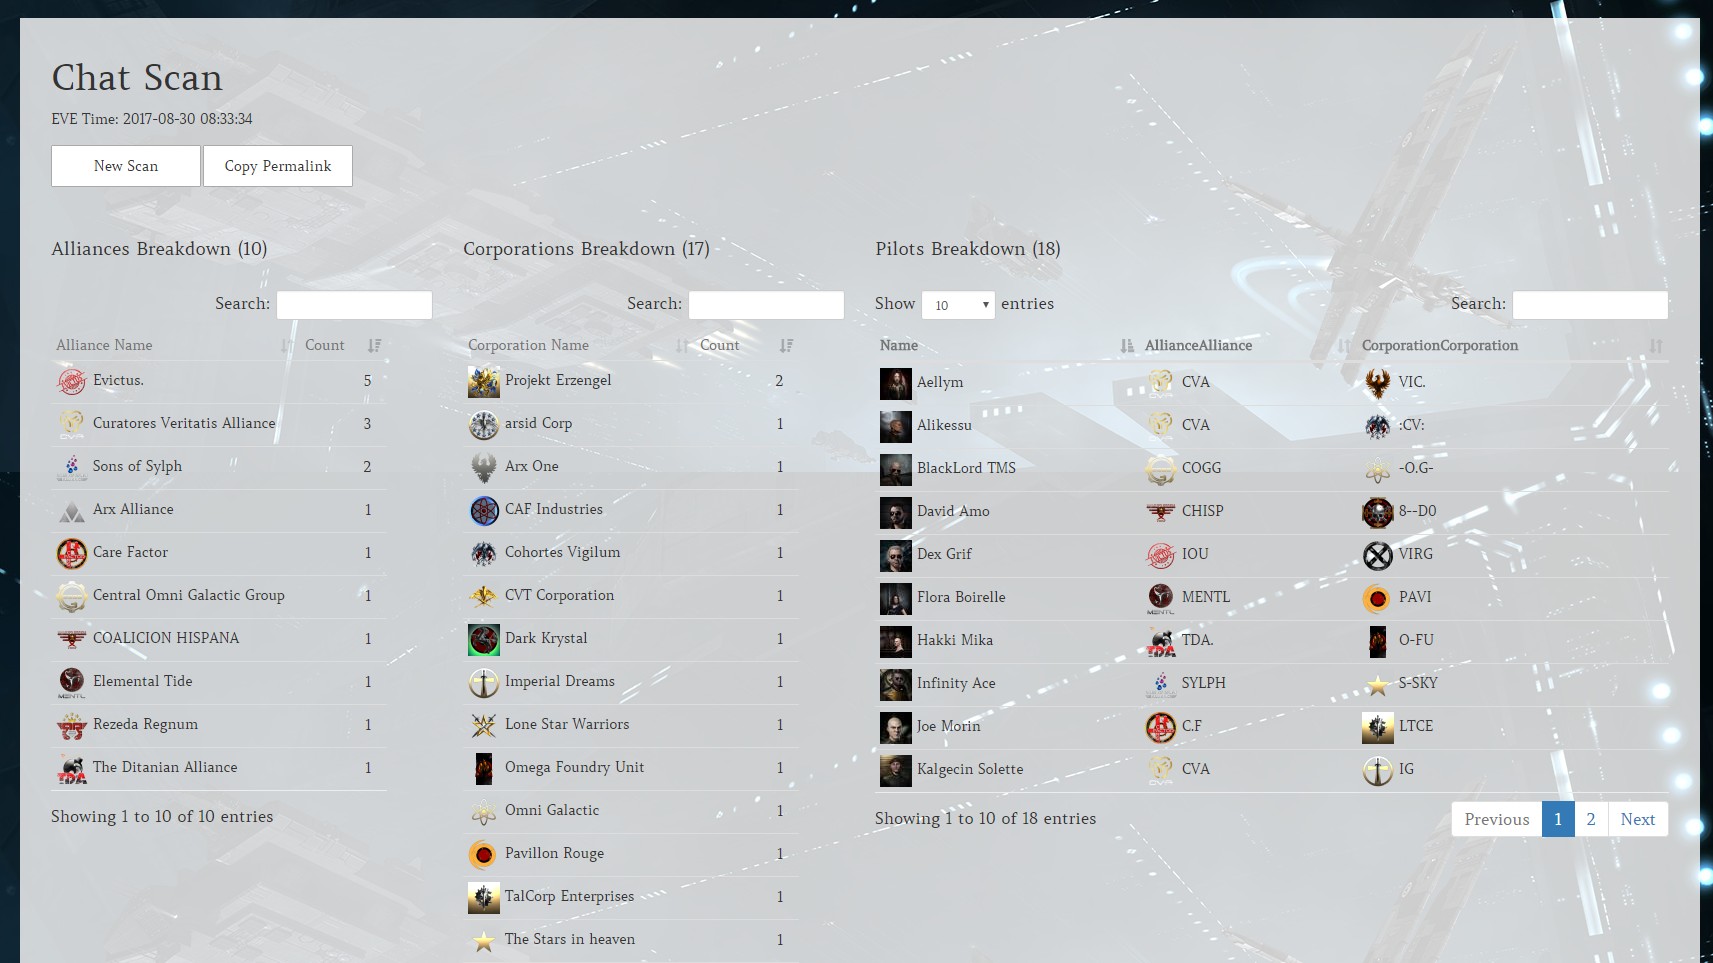 Chat Scan
EVE Time: 2017-08-30 08:33:34
New Scan
Copy Permalink
Alliances Breakdown (10)
Search:
Alliance Name Count
Evictus. 5
Curatores Veritatis Alliance 3
Sons of Sylph 2
Arx Alliance 1
Care Factor 1
Central Omni Galactic Group 1
COALICION HISPANA 1
Elemental Tide 1
Rezeda Regnum 1
The Ditanian Alliance 1
Showing 1 to 10 of 10 entries
Corporations Breakdown (17)
Search:
Corporation Name Count
Projekt Erzengel 2
arsid Corp 1
Arx One 1
CAF Industries 1
Cohortes Vigilum 1
CVT Corporation 1
Dark Krystal 1
Imperial Dreams 1
Lone Star Warriors 1
Omega Foundry Unit 1
Omni Galactic 1
Pavillon Rouge 1
TalCorp Enterprises 1
The Stars in heaven 1
Pilots Breakdown (18)
Show 10 entries
Search:
Name AllianceAlliance CorporationCorporation
Aellym CVA VIC.
Alikessu CVA :CV:
BlackLord TMS COGG -O.G-
David Amo CHISP 8--D0
Dex Grif IOU VIRG
Flora Boirelle MENTL PAVI
Hakki Mika TDA. O-FU
Infinity Ace SYLPH S-SKY
Joe Morin C.F LTCE
Kalgecin Solette CVA IG
Showing 1 to 10 of 18 entries
Previous 1 2 Next